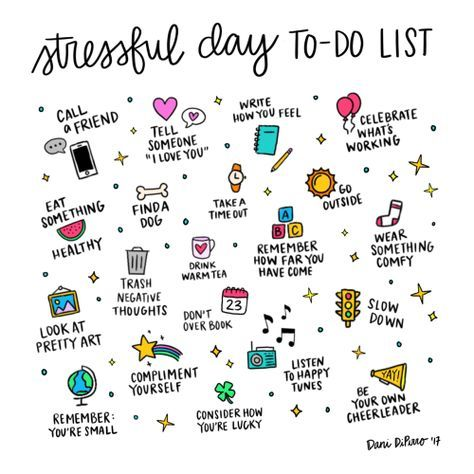 stressful day TO-DO LIST
CALL
a FRIEND
TELL
SOMEONE
"I LOVE YOU"
WRITE
HOW YOU FEEL
CELEBRATE
WHAT'S
WORKING
EAT
SOMETHING
HEALTHY
FIND A
DOG
TAKE A
TIME OUT
GO
OUTSIDE
A
B C
REMEMBER
HOW FAR YOU
HAVE COME
WEAR
SOMETHING
COMFY
TRASH
NEGATIVE
THOUGHTS
DRINK
WARM TEA
LOOK AT
PRETTY ART
DON'T
OVER BOOK
23
SLOW
DOWN
COMPLIMENT
YOURSELF
LISTEN
TO HAPPY
TUNES
YAY!
BE
YOUR OWN
CHEERLEADER
REMEMBER:
YOU'RE SMALL
CONSIDER HOW
YOU'RE LUCKY
Dani DiPirro '17